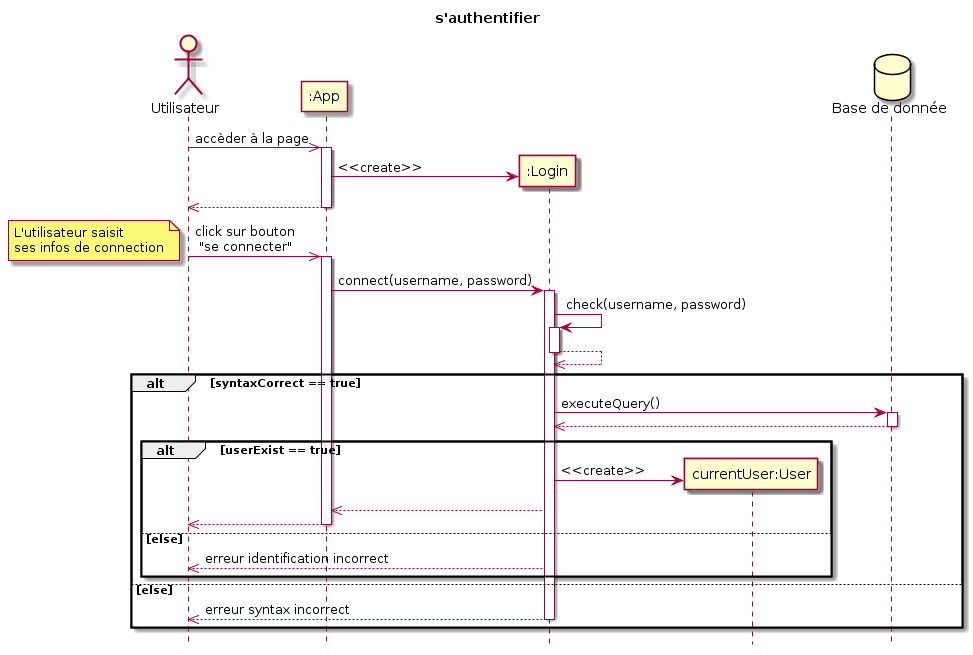 s'authentifier
Utilisateur
:App
Base de donnée
accèder à la page
<<create>>
:Login
L'utilisateur saisit
ses infos de connection
click sur bouton
"se connecter"
connect(username, password)
check(username, password)
alt
[syntaxCorrect == true]
executeQuery()
alt
[userExist == true]
<<create>>
currentUser:User
[else]
erreur identification incorrect
[else]
erreur syntax incorrect